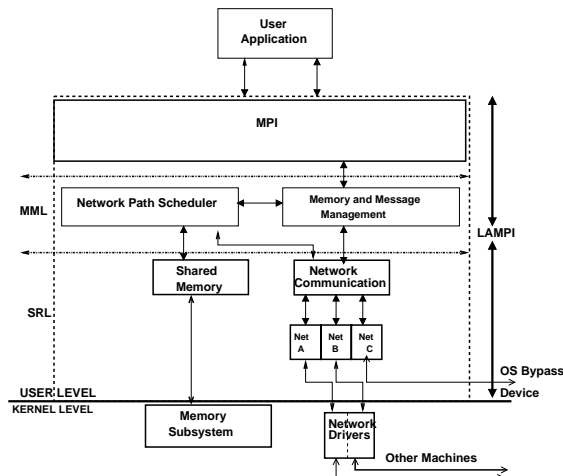 User
Application
MPI
MML
Network Path Scheduler
Memory and Message
Management
LAMPI
Shared
Memory
Network
Communication
SRL
Net
A
Net
B
Net
C
OS Bypass
Device
USER LEVEL
KERNEL LEVEL
Memory
Subsystem
Network
Drivers
Other Machines